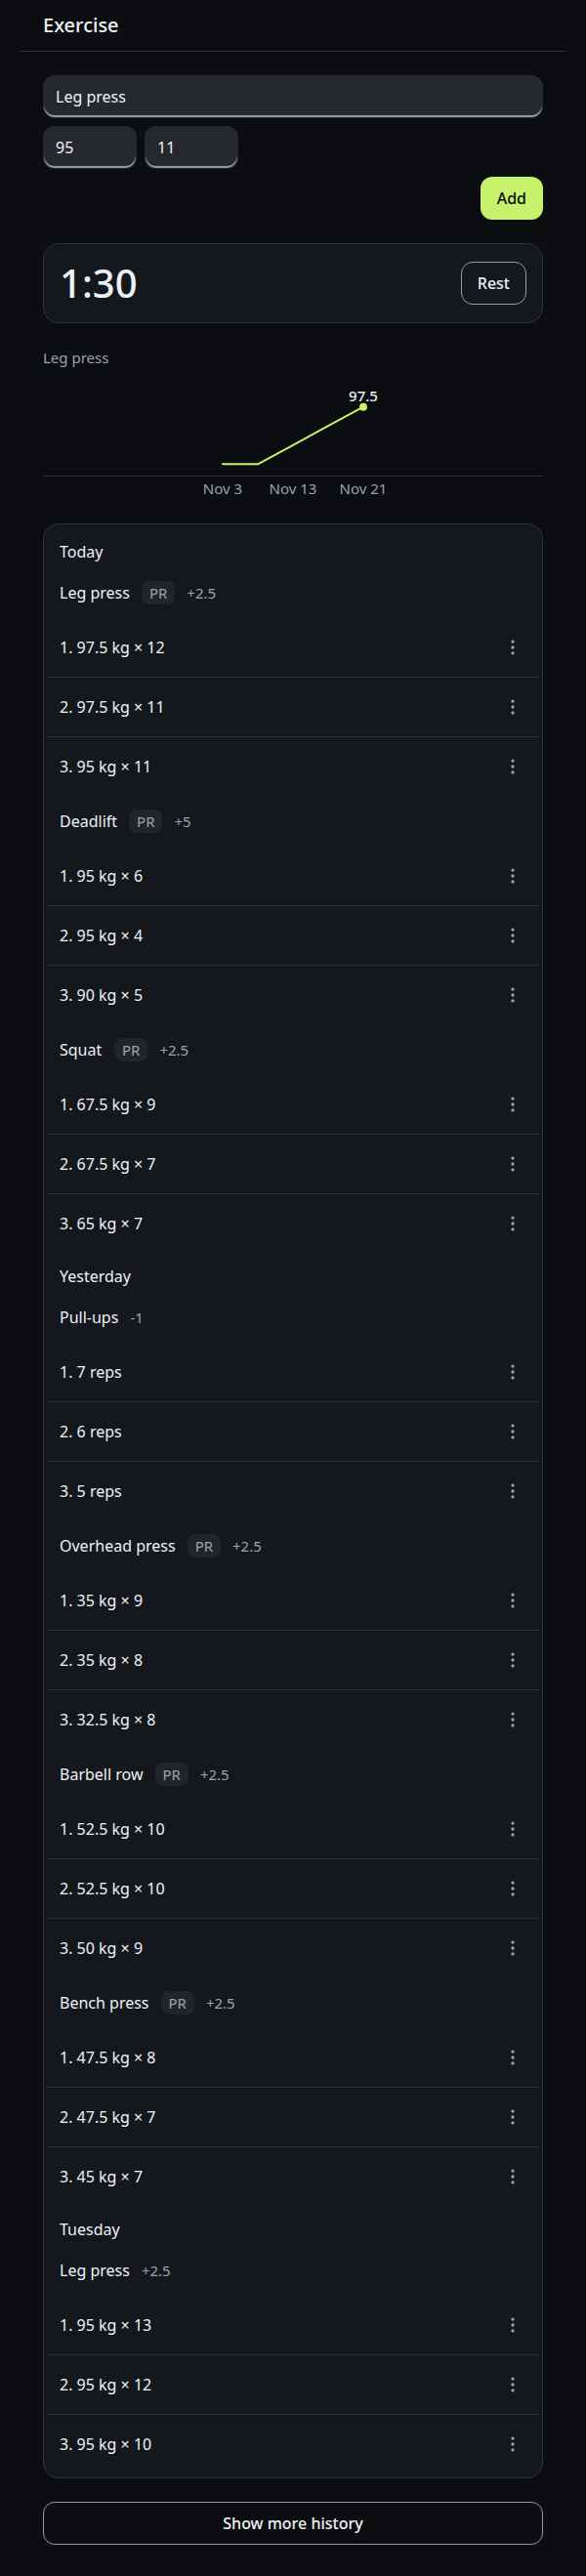 Exercise
Leg press
95 11
Add
1:30 Rest
Leg press
97.5
Nov 3 Nov 13 Nov 21
Today
Leg press PR +2.5
1. 97.5 kg × 12
2. 97.5 kg × 11
3. 95 kg × 11
Deadlift PR +5
1. 95 kg × 6
2. 95 kg × 4
3. 90 kg × 5
Squat PR +2.5
1. 67.5 kg × 9
2. 67.5 kg × 7
3. 65 kg × 7
Yesterday
Pull-ups -1
1. 7 reps
2. 6 reps
3. 5 reps
Overhead press PR +2.5
1. 35 kg × 9
2. 35 kg × 8
3. 32.5 kg × 8
Barbell row PR +2.5
1. 52.5 kg × 10
2. 52.5 kg × 10
3. 50 kg × 9
Bench press PR +2.5
1. 47.5 kg × 8
2. 47.5 kg × 7
3. 45 kg × 7
Tuesday
Leg press +2.5
1. 95 kg × 13
2. 95 kg × 12
3. 95 kg × 10
Show more history